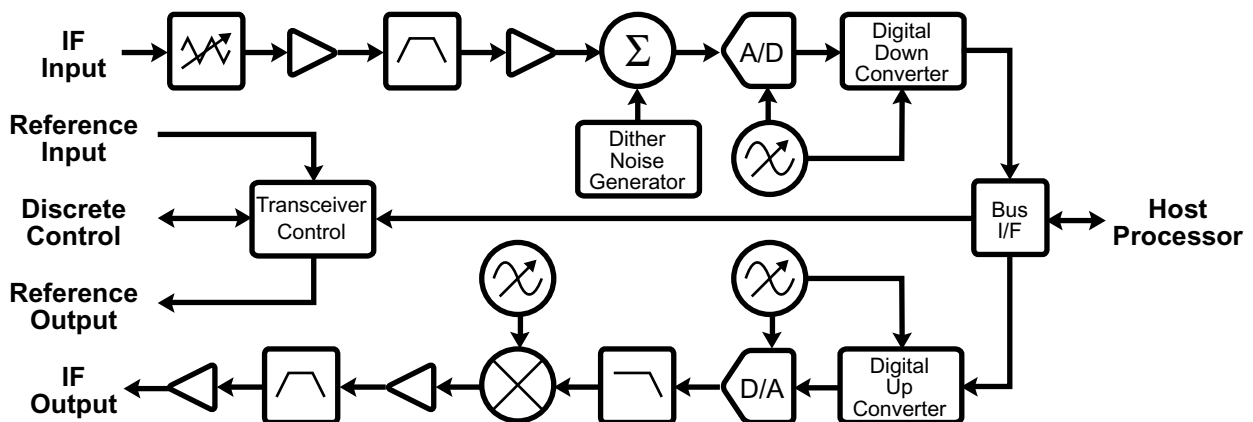 IF
Input
Σ
A/D
Digital
Down
Converter
Reference
Input
Dither
Noise
Generator
Discrete
Control
Transceiver
Control
Bus
I/F
Host
Processor
Reference
Output
IF
Output
D/A
Digital
Up
Converter